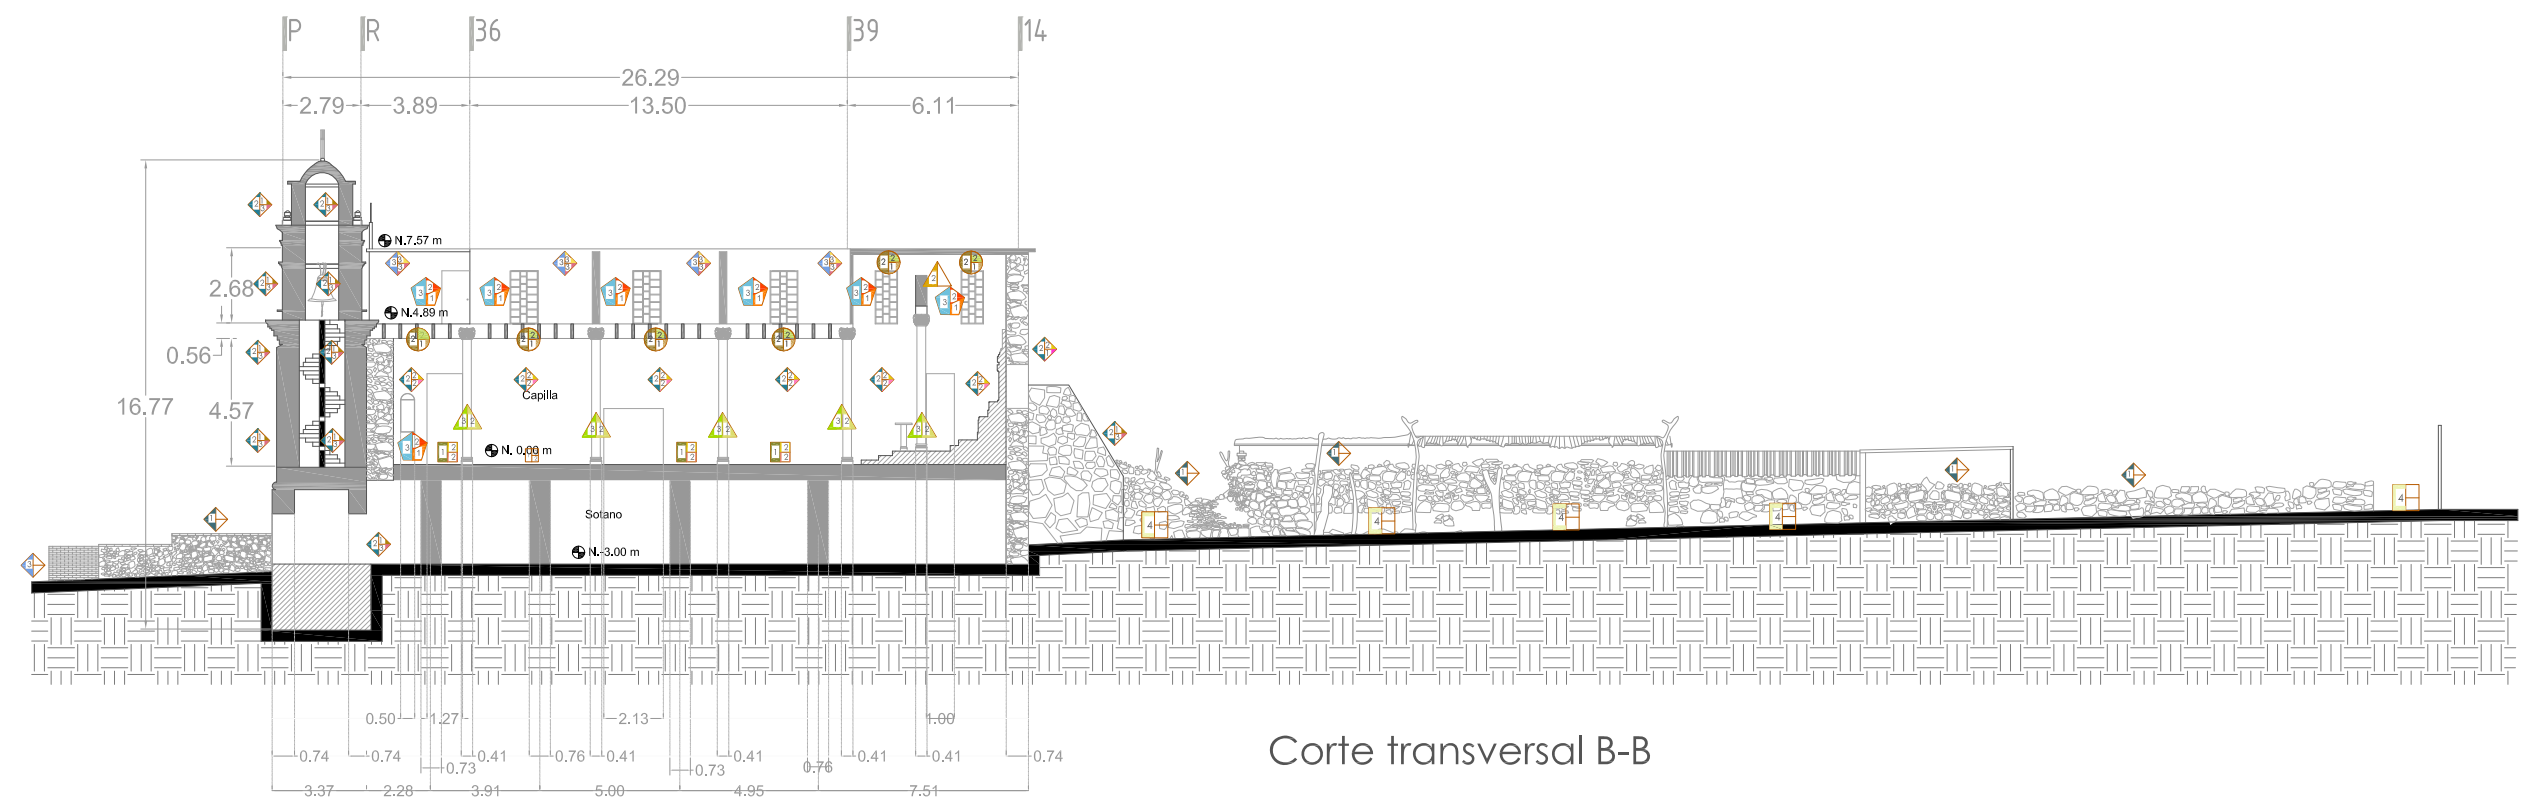 P R 36 39 14
26.29
2.79 3.89 13.50 6.11
N.7.57 m
2.68
N.4.89 m
0.56
16.77
4.57
Capilla
N. 0.00 m
Sotano
N.-3.00 m
0.50 1.27 2.13 1.00
0.74 0.74 0.41 0.76 0.41 0.41 0.41 0.41 0.74
0.73 0.73 0.76
3.37 2.28 3.91 5.00 4.95 7.51
Corte transversal B-B